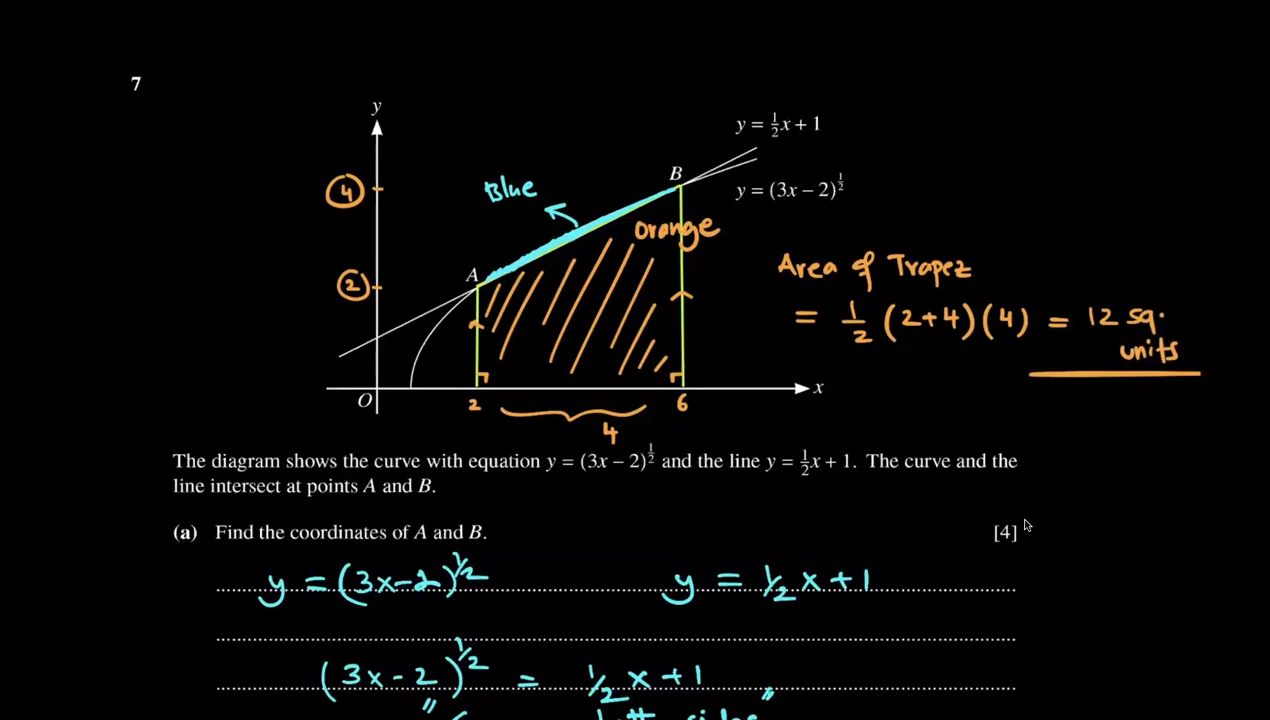 7
y
y = 1/2x + 1
B
4
Blue
y = (3x − 2)^1/2
orange
A
Area of Trapez
2
= 1/2 (2+4)(4) = 12 sq.
units
O
2
6
x
4
The diagram shows the curve with equation y = (3x − 2)^1/2 and the line y = 1/2x + 1. The curve and the
line intersect at points A and B.
(a) Find the coordinates of A and B. [4]
y = (3x-2)^1/2 y = 1/2 x + 1
(3x - 2)^1/2 = 1/2 x + 1